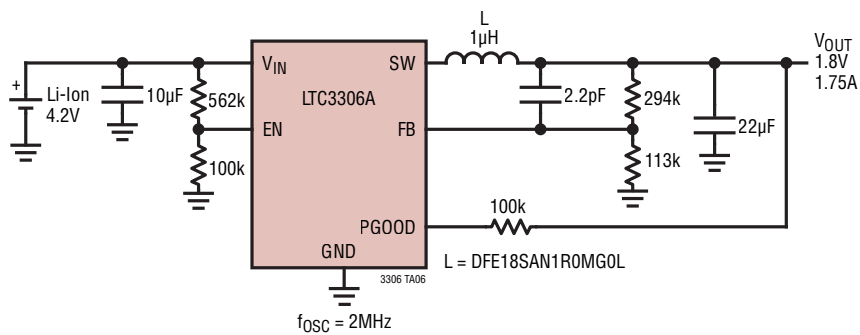 L
1µH
VOUT
1.8V
1.75A
VIN
SW
+
Li-Ion
4.2V
10µF
562k
LTC3306A
2.2pF
294k
EN
FB
22µF
100k
113k
100k
PGOOD
GND
L = DFE18SAN1R0MG0L
3306 TA06
fOSC = 2MHz